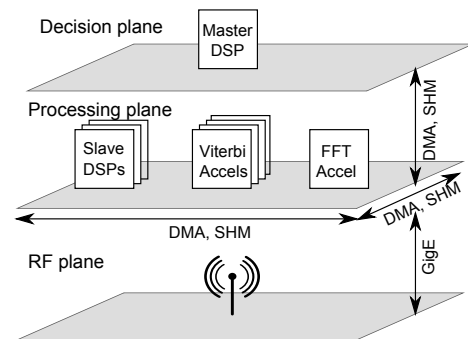 Decision plane
Master
DSP
Processing plane
DMA, SHM
Slave
DSPs
Viterbi
Accels
FFT
Accel
DMA, SHM
DMA, SHM
RF plane
GigE